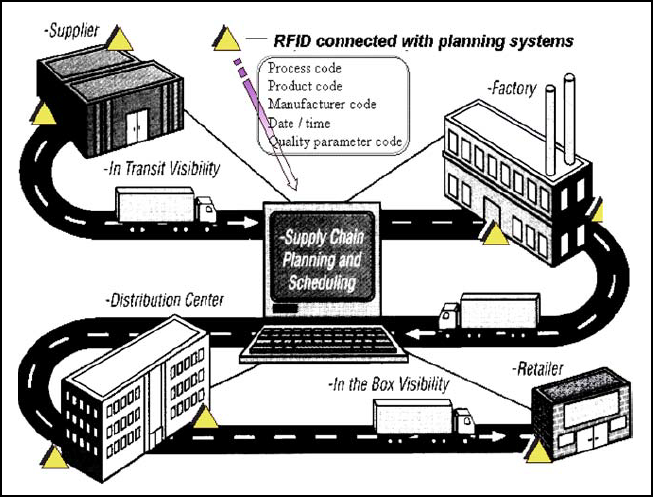 -Supplier
— RFID connected with planning systems
Process code
Product code
Manufacturer code
Date / time
Quality parameter code
-Factory
-In Transit Visibility
-Supply Chain
Planning and
Scheduling
-Distribution Center
-In the Box Visibility
-Retailer